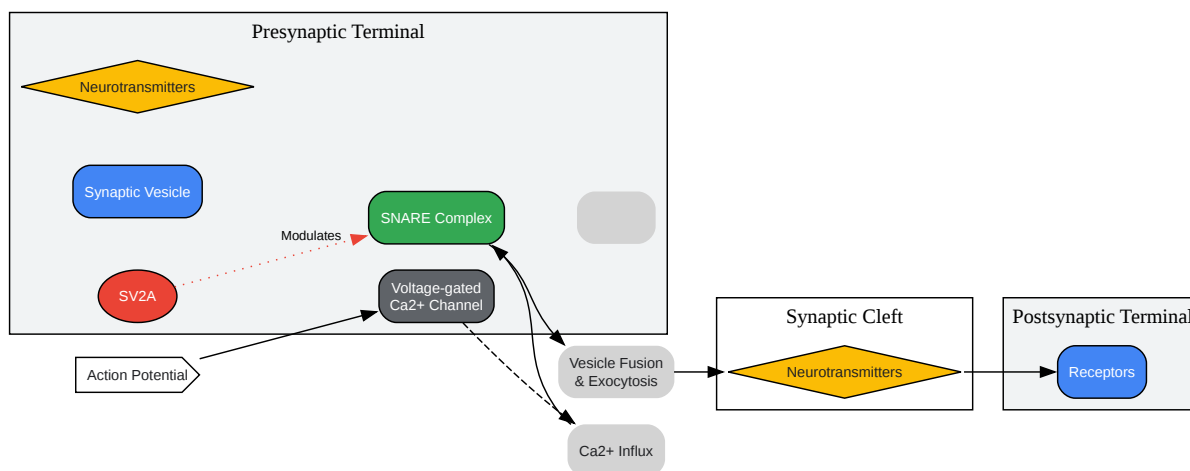 Presynaptic Terminal
Neurotransmitters
Synaptic Vesicle
SNARE Complex
Modulates
SV2A
Voltage-gated
Ca2+ Channel
Action Potential
Vesicle Fusion
& Exocytosis
Ca2+ Influx
Synaptic Cleft
Neurotransmitters
Postsynaptic Terminal
Receptors